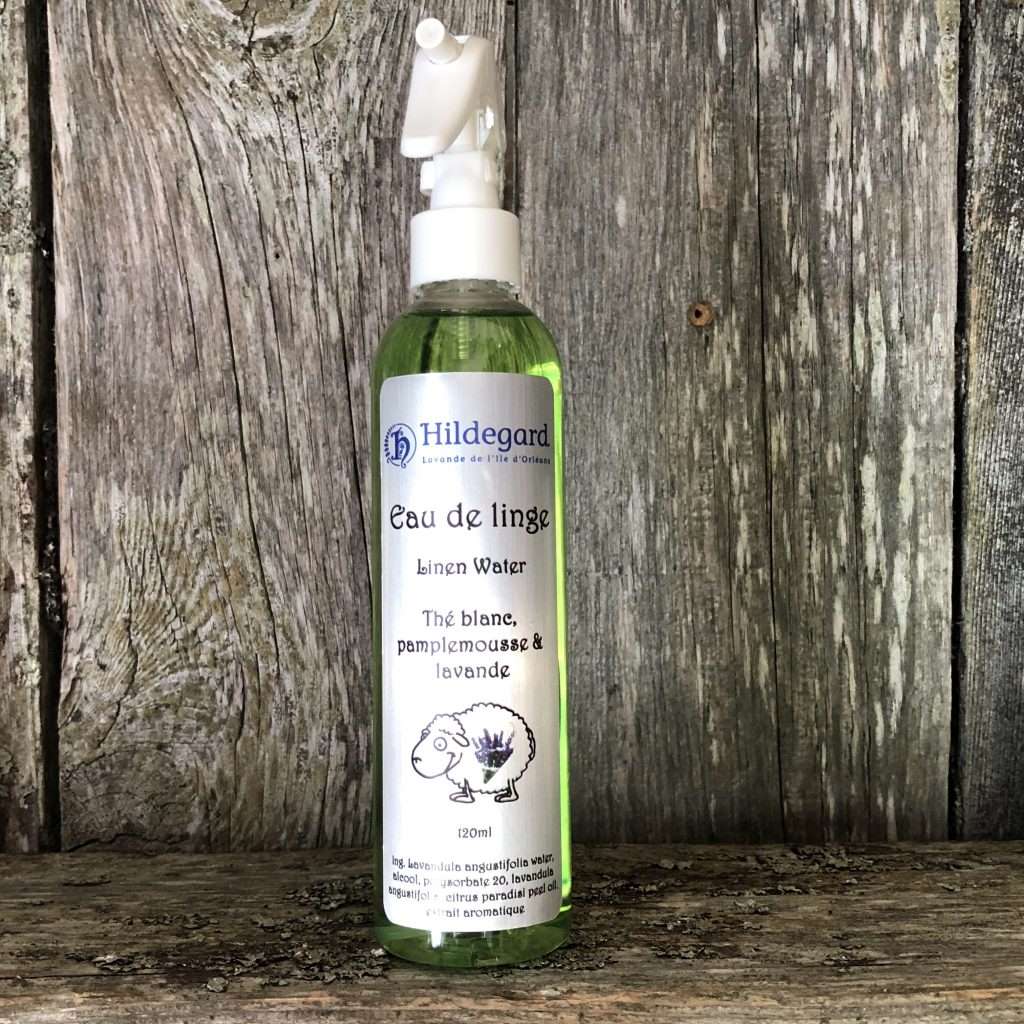 h Hildegard
Lavande de l'Île d'Orléans
Eau de linge
Linen Water
Thé blanc,
pamplemousse &
lavande
120ml
Ing. Lavandula angustifolia water,
alcool, polysorbate 20, lavandula
angustifolia, citrus paradisi peel oil,
extrait aromatique